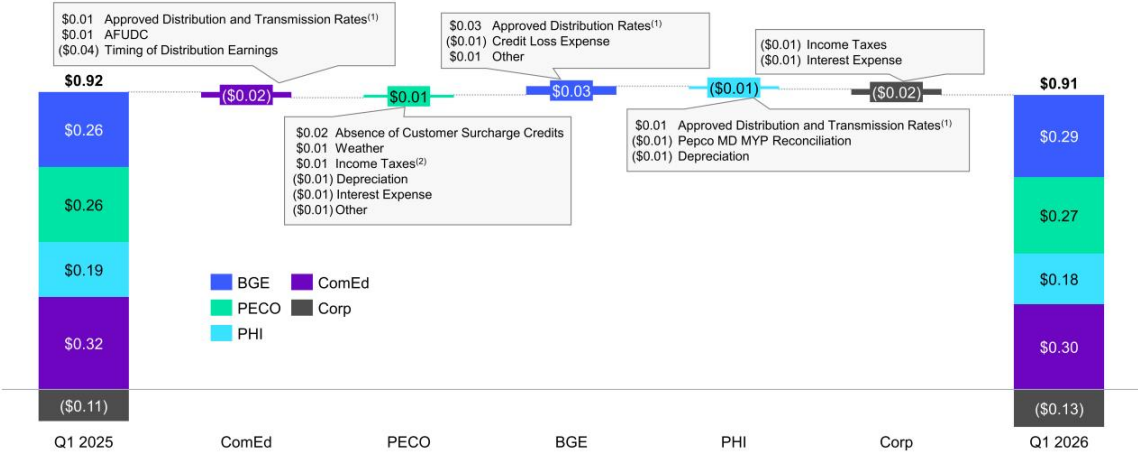 $0.01 Approved Distribution and Transmission Rates(1)
$0.01 AFUDC
($0.04) Timing of Distribution Earnings
$0.03 Approved Distribution Rates(1)
($0.01) Credit Loss Expense
$0.01 Other
($0.01) Income Taxes
($0.01) Interest Expense
$0.92
($0.02)
$0.01
$0.03
($0.01)
($0.02)
$0.91
$0.02 Absence of Customer Surcharge Credits
$0.01 Weather
$0.01 Income Taxes(2)
($0.01) Depreciation
($0.01) Interest Expense
($0.01) Other
$0.01 Approved Distribution and Transmission Rates(1)
($0.01) Pepco MD MYP Reconciliation
($0.01) Depreciation
$0.26
$0.26
$0.19
$0.32
($0.11)
BGE
ComEd
PECO
Corp
PHI
$0.29
$0.27
$0.18
$0.30
($0.13)
Q1 2025
ComEd
PECO
BGE
PHI
Corp
Q1 2026